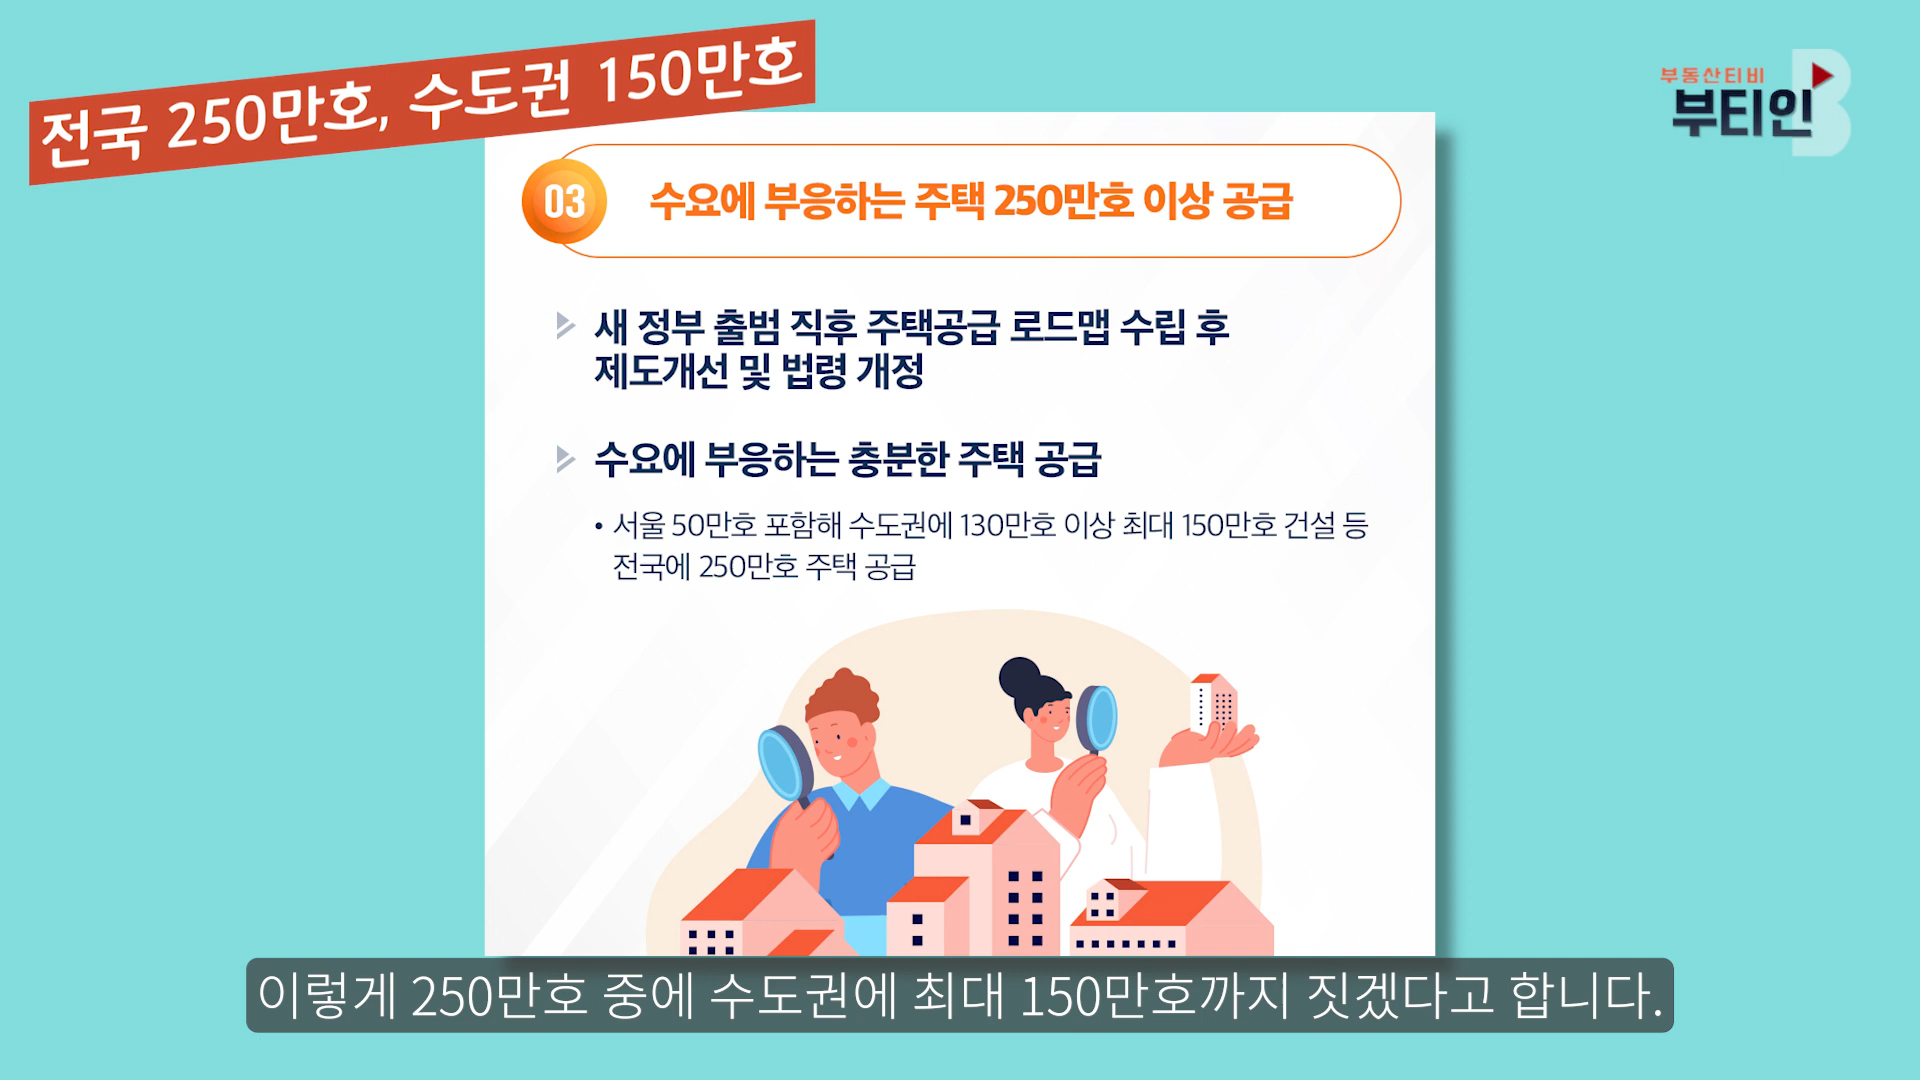 전국 250만호, 수도권 150만호
부동산티비
부티인
03
수요에 부응하는 주택 250만호 이상 공급
새 정부 출범 직후 주택공급 로드맵 수립 후
제도개선 및 법령 개정
수요에 부응하는 충분한 주택 공급
• 서울 50만호 포함해 수도권에 130만호 이상 최대 150만호 건설 등
전국에 250만호 주택 공급
이렇게 250만호 중에 수도권에 최대 150만호까지 짓겠다고 합니다.